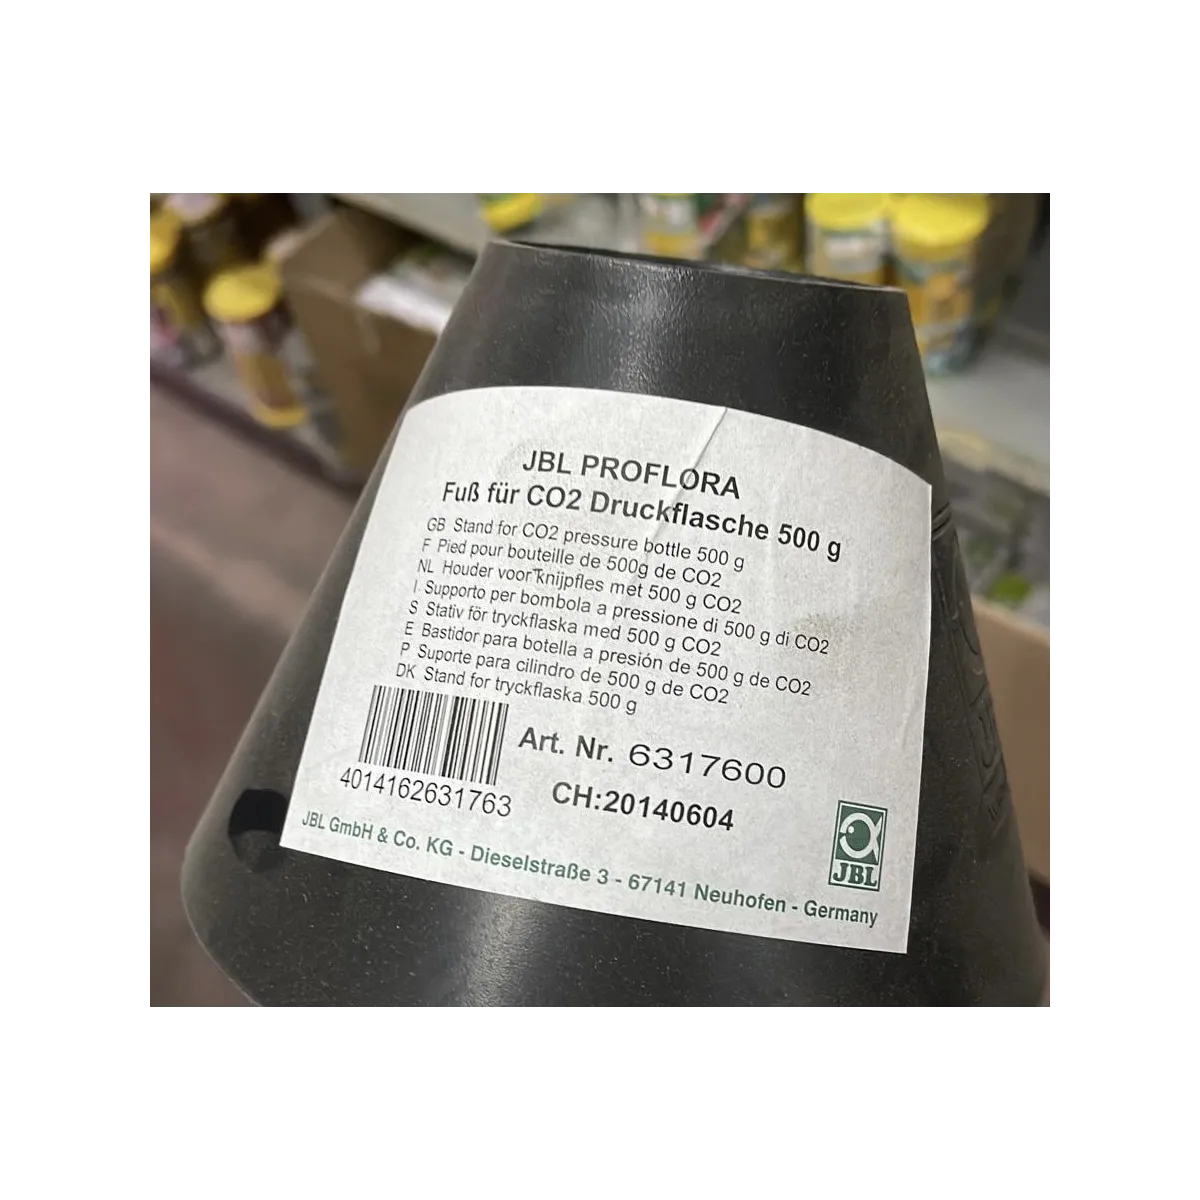 JBL PROFLORA
Fuß für CO2 Druckflasche 500 g
GB Stand for CO2 pressure bottle 500 g
F Pied pour bouteille de 500g de CO2
NL Houder voor knijpfles met 500 g CO2
I Supporto per bombola a pressione di 500 g di CO2
S Stativ för tryckflaska med 500 g CO2
E Bastidor para botella a presión de 500 g de CO2
P Suporte para cilindro de 500 g de CO2
DK Stand for tryckflaska 500 g
Art. Nr. 6317600
4014162631763
CH:20140604
JBL
JBL GmbH & Co. KG - Dieselstraße 3 - 67141 Neuhofen - Germany